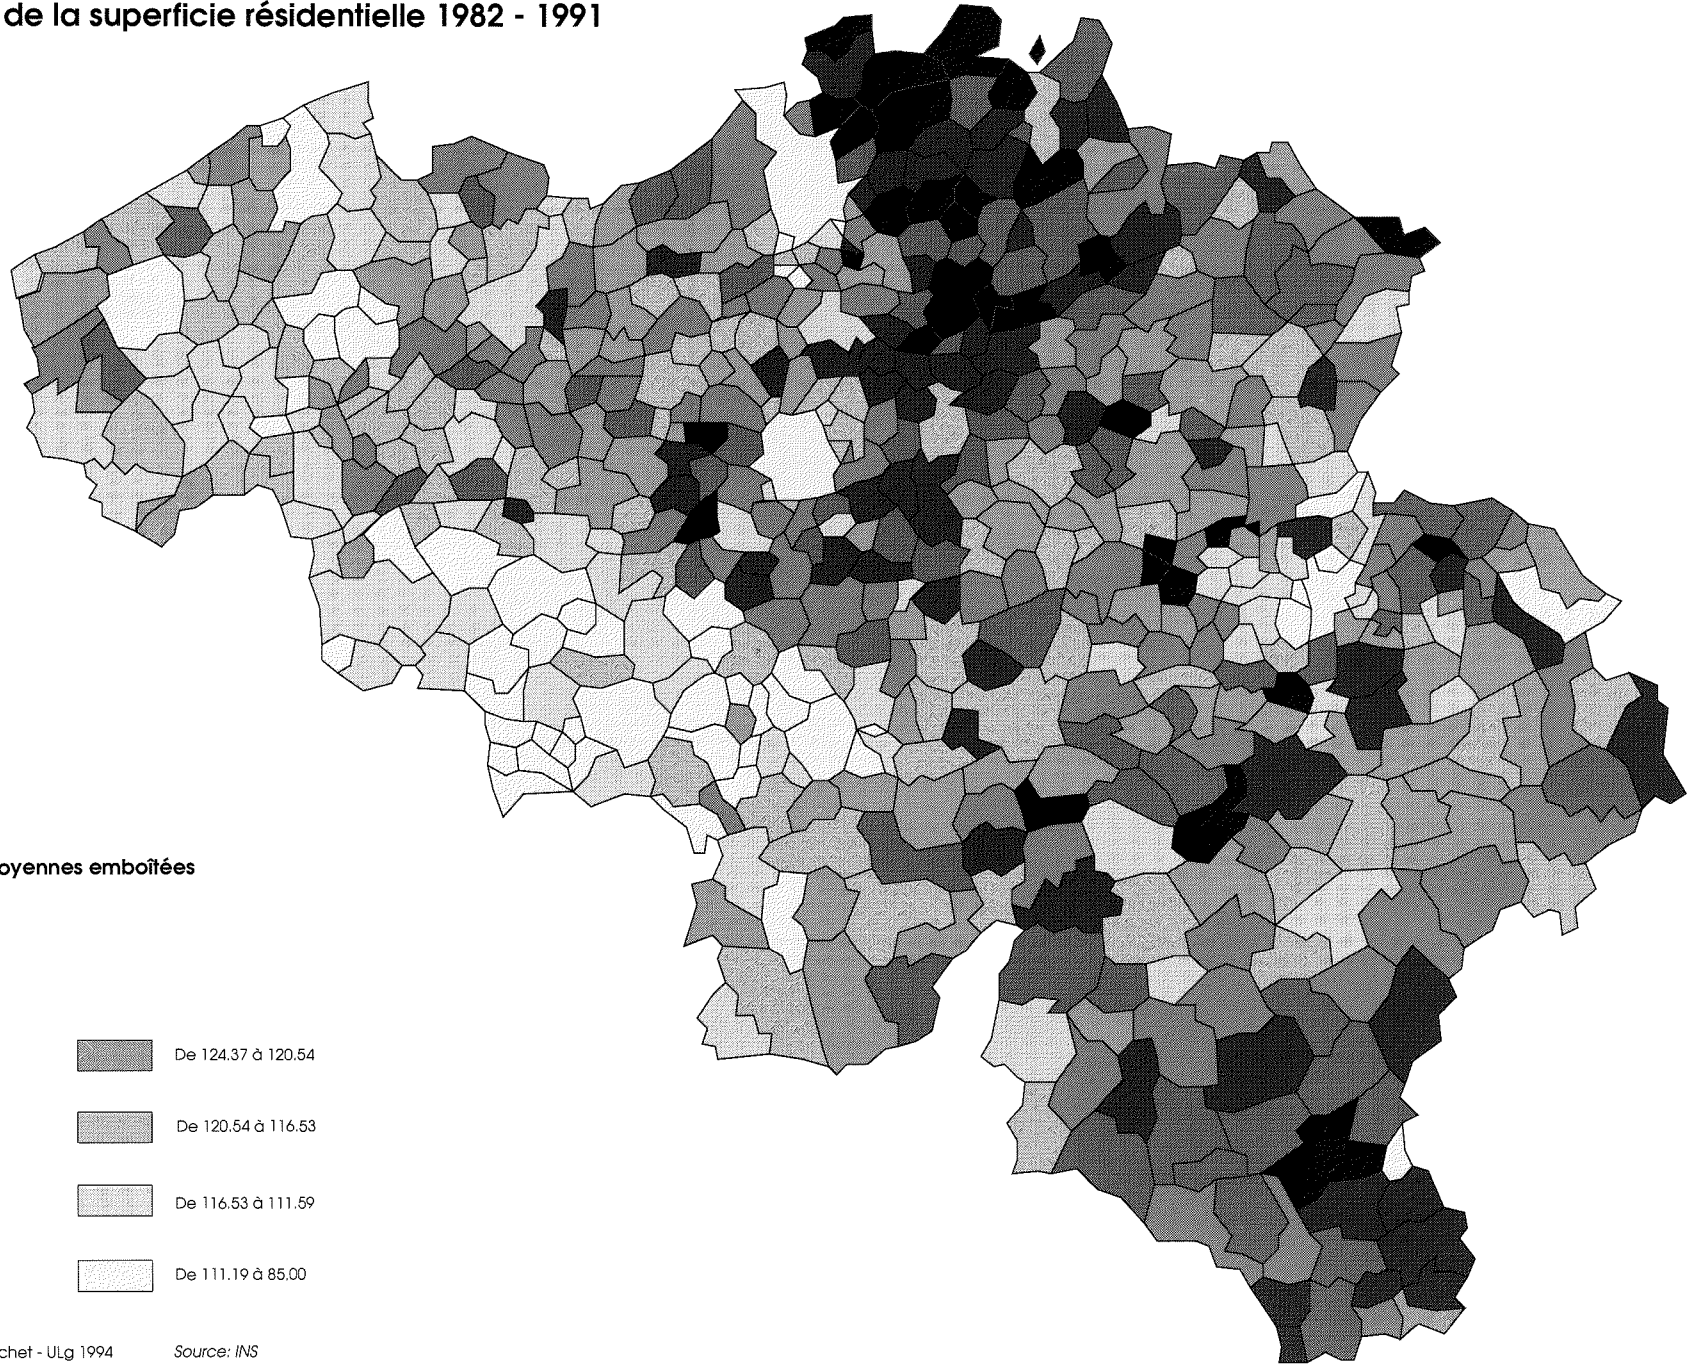 de la superficie résidentielle 1982 - 1991
oyennes emboîtées
De 124.37 à 120.54
De 120.54 à 116.53
De 116.53 à 111.59
De 111.19 à 85.00
chet - ULg 1994 Source: INS